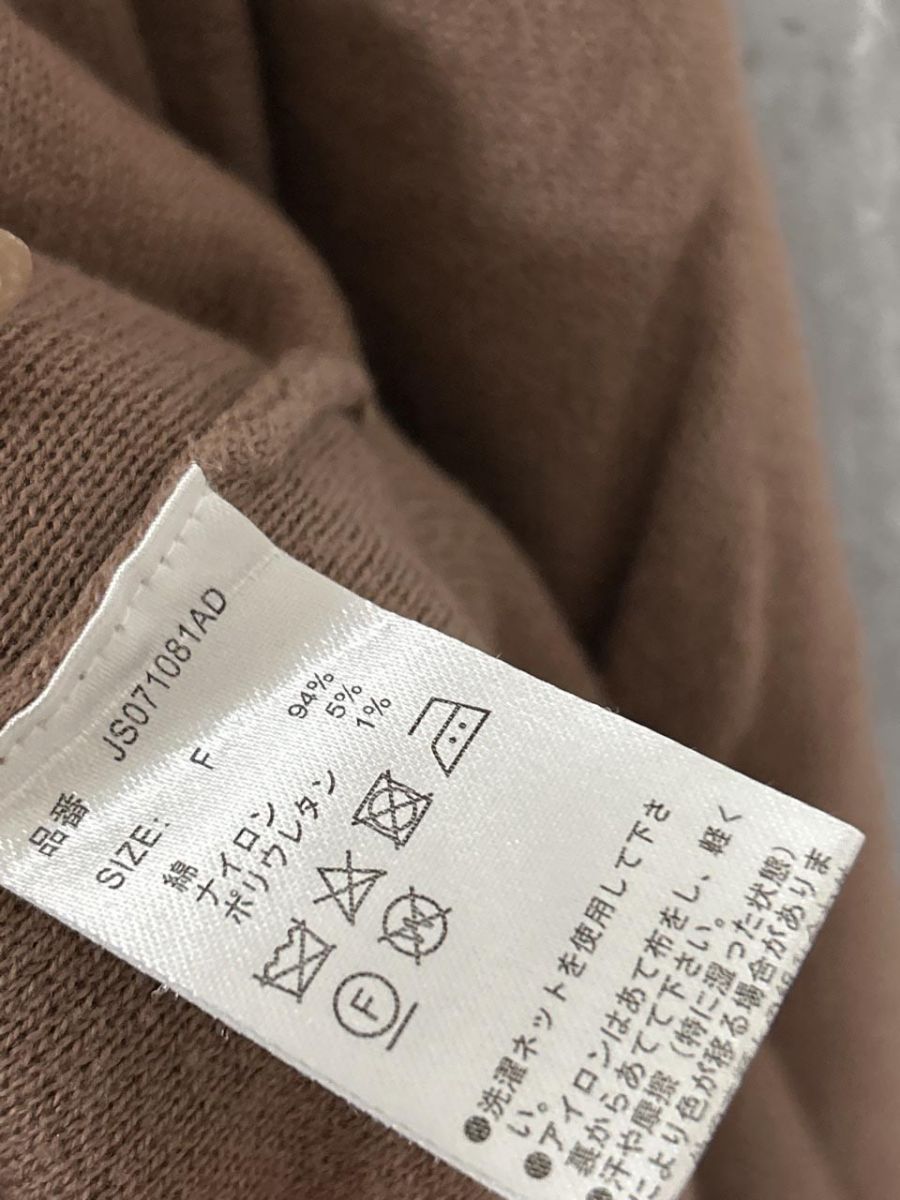 品番 JS071081AD
SIZE: F
綿 94%
ナイロン 5%
ポリウレタン 1%
F
W
●洗濯ネットを使用して下さ
い。
●アイロンはあて布をし、軽く
裏からあてて下さい。
●汗や摩擦（特に湿った状態）
により色が移る場合がありま